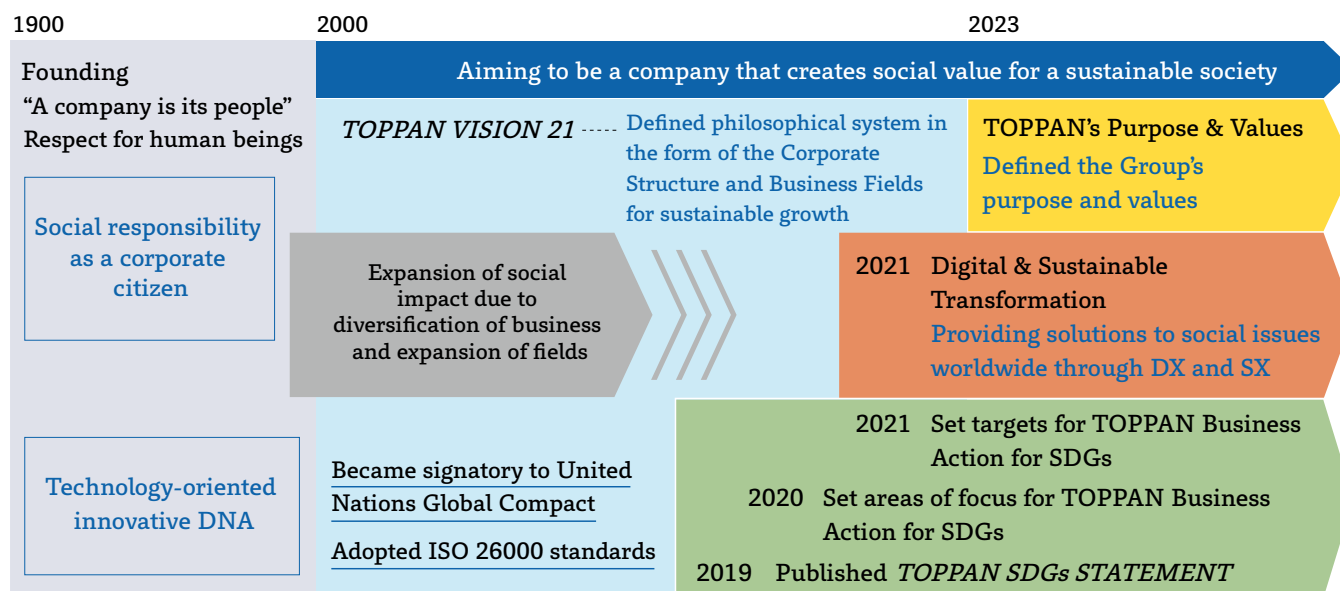 1900
2000
2023
Founding
“A company is its people”
Respect for human beings
Social responsibility
as a corporate
citizen
Technology-oriented
innovative DNA
Aiming to be a company that creates social value for a sustainable society
TOPPAN VISION 21
Defined philosophical system in
the form of the Corporate
Structure and Business Fields
for sustainable growth
TOPPAN’s Purpose & Values
Defined the Group’s
purpose and values
Expansion of social
impact due to
diversification of business
and expansion of fields
2021 Digital & Sustainable
Transformation
Providing solutions to social issues
worldwide through DX and SX
Became signatory to United
Nations Global Compact
Adopted ISO 26000 standards
2021 Set targets for TOPPAN Business
Action for SDGs
2020 Set areas of focus for TOPPAN Business
Action for SDGs
2019 Published TOPPAN SDGs STATEMENT